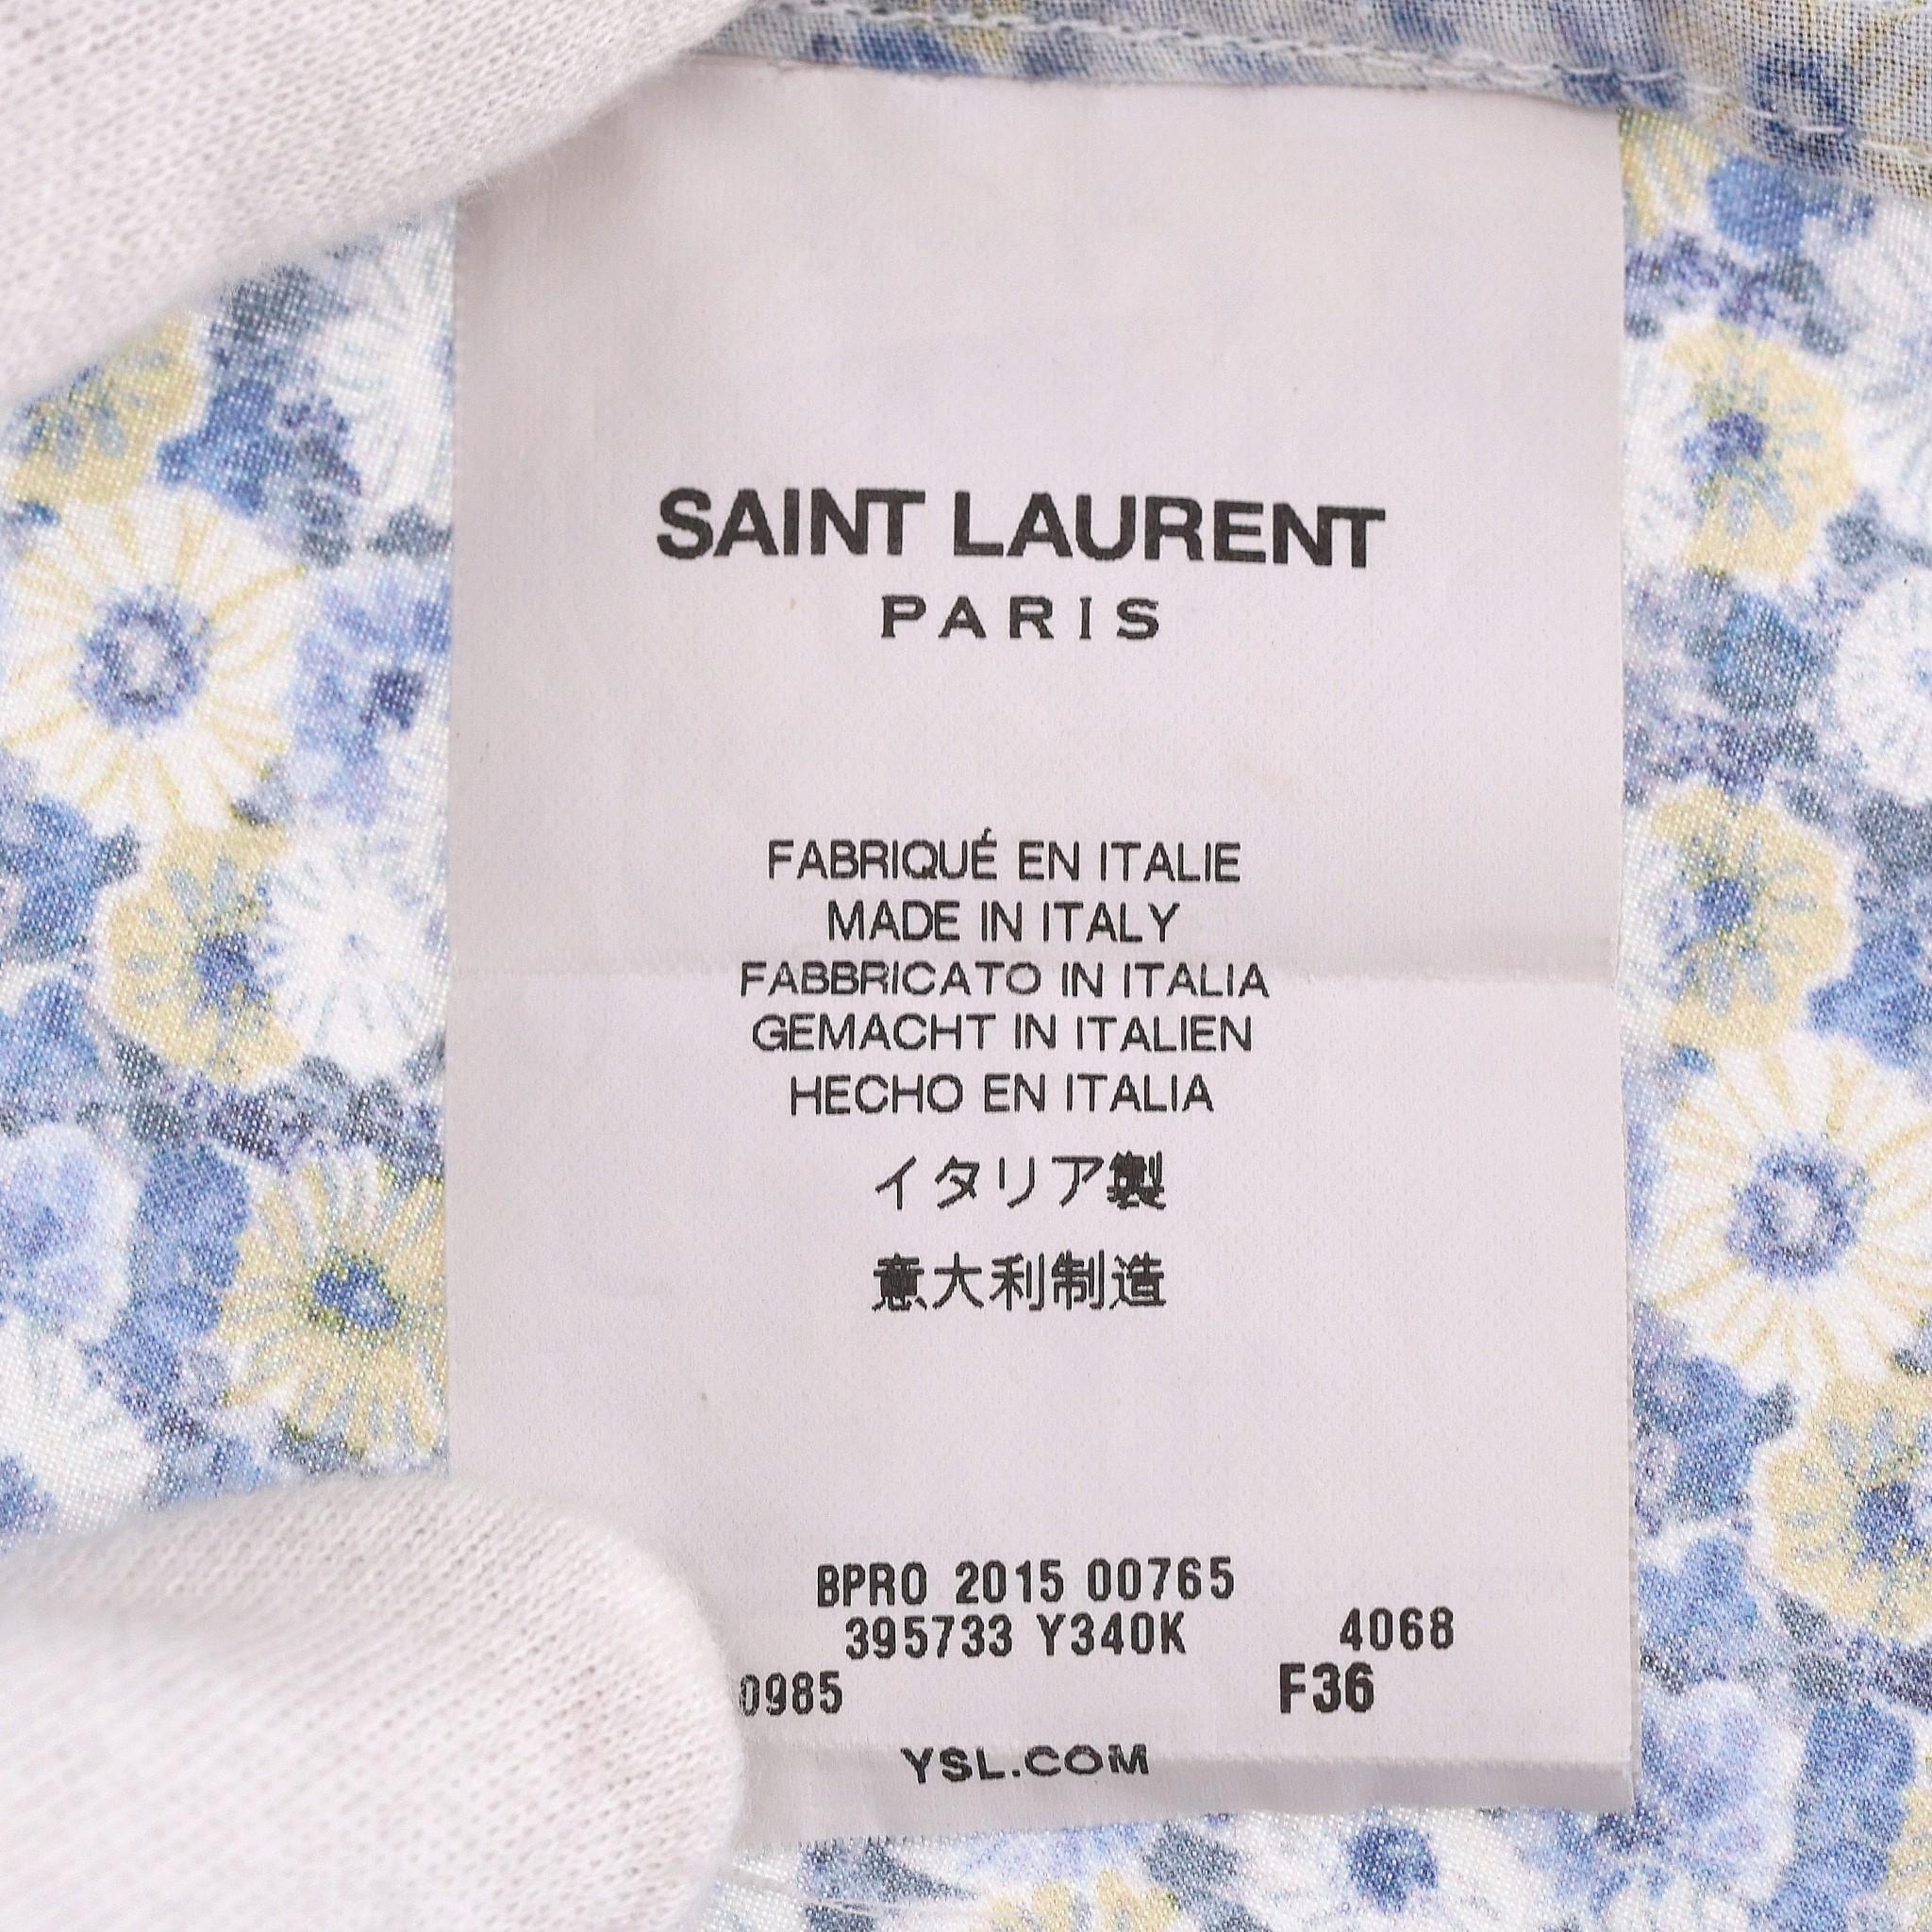 SAINT LAURENT
PARIS
FABRIQUÉ EN ITALIE
MADE IN ITALY
FABBRICATO IN ITALIA
GEMACHT IN ITALIEN
HECHO EN ITALIA
イタリア製
意大利制造
BPRO 2015 00765
395733 Y340K 4068
0985 F36
YSL.COM